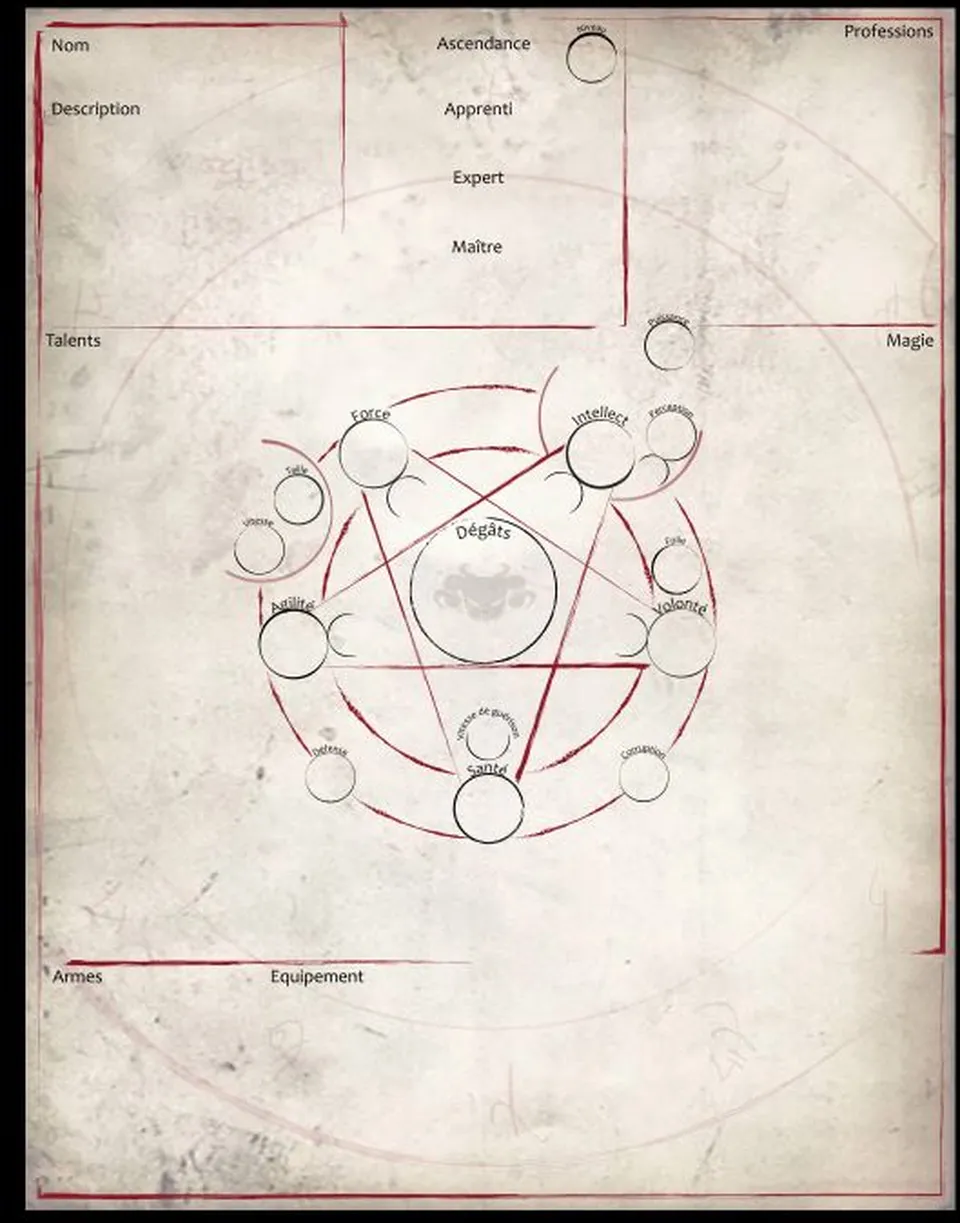 Nom
Ascendance
Niveau
Professions
Description
Apprenti
Expert
Maître
Puissance
Talents
Magie
Force
Intellect
Perception
Taille
Vitesse
Dégâts
Folie
Agilité
Volonté
Vitesse de guérison
Défense
Santé
Corruption
Armes
Equipement